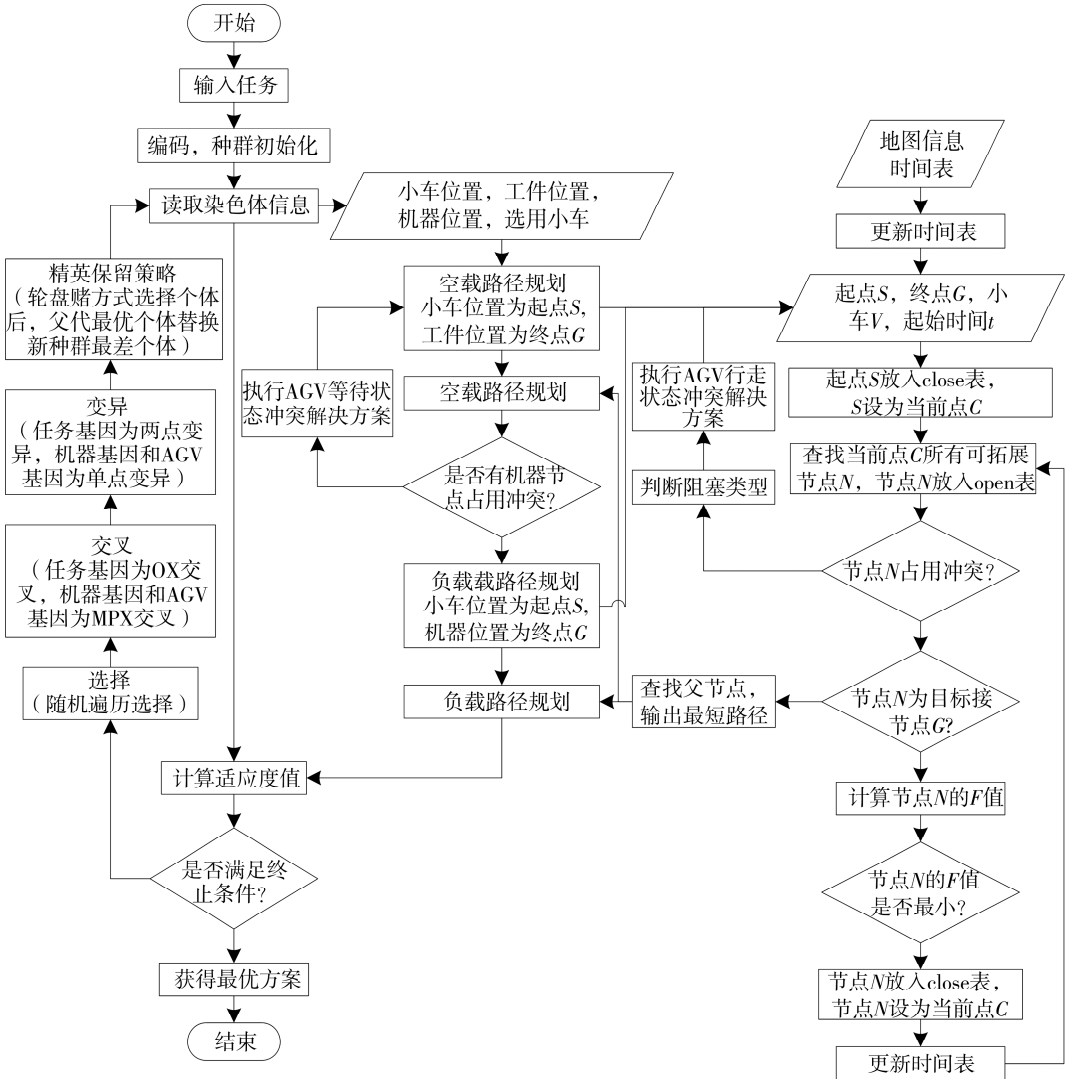 开始
输入任务
编码，种群初始化
读取染色体信息
精英保留策略
（轮盘赌方式选择个体
后，父代最优个体替换
新种群最差个体）
变异
（任务基因为两点变
异，机器基因和AGV
基因为单点变异）
交叉
（任务基因为OX交
叉，机器基因和AGV
基因为MPX交叉）
选择
（随机遍历选择）
计算适应度值
是否满足终
止条件？
获得最优方案
结束
小车位置，工件位置，
机器位置，选用小车
空载路径规划
小车位置为起点S，
工件位置为终点G
执行AGV等待状
态冲突解决方案
空载路径规划
是否有机器节
点占用冲突？
负载载路径规划
小车位置为起点S，
机器位置为终点G
负载路径规划
执行AGV行走
状态冲突解决
方案
判断阻塞类型
查找父节点，
输出最短路径
地图信息
时间表
更新时间表
起点S，终点G，小
车V，起始时间t
起点S放入close表，
S设为当前点C
查找当前点C所有可拓展
节点N，节点N放入open表
节点N占用冲突？
节点N为目标接
节点G？
计算节点N的F值
节点N的F值
是否最小？
节点N放入close表，
节点N设为当前点C
更新时间表